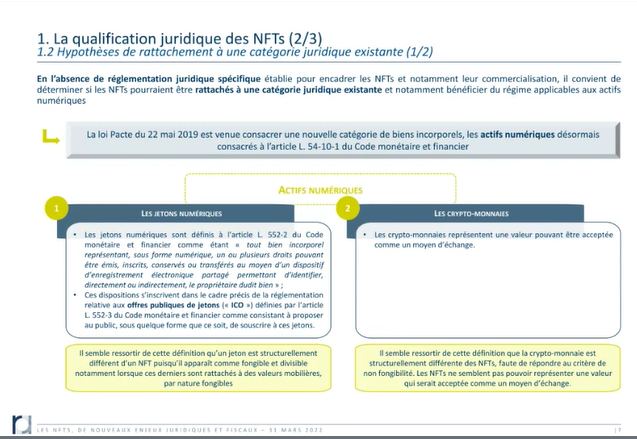 1. La qualification juridique des NFTs (2/3)
1.2 Hypothèses de rattachement à une catégorie juridique existante (1/2)
En l'absence de réglementation juridique spécifique établie pour encadrer les NFTs et notamment leur commercialisation, il convient de
déterminer si les NFTs pourraient être rattachés à une catégorie juridique existante et notamment bénéficier du régime applicables aux actifs
numériques
La loi Pacte du 22 mai 2019 est venue consacrer une nouvelle catégorie de biens incorporels, les actifs numériques désormais
consacrés à l'article L. 54-10-1 du Code monétaire et financier
ACTIFS NUMÉRIQUES
1
LES JETONS NUMÉRIQUES
• Les jetons numériques sont définis à l'article L. 552-2 du Code
monétaire et financier comme étant « tout bien incorporel
représentant, sous forme numérique, un ou plusieurs droits pouvant
être émis, inscrits, conservés ou transférés au moyen d'un dispositif
d'enregistrement électronique partagé permettant d'identifier,
directement ou indirectement, le propriétaire dudit bien » ;
• Ces dispositions s'inscrivent dans le cadre précis de la réglementation
relative aux offres publiques de jetons (« ICO ») définies par l'article
L. 552-3 du Code monétaire et financier comme consistant à proposer
au public, sous quelque forme que ce soit, de souscrire à ces jetons.
Il semble ressortir de cette définition qu'un jeton est structurellement
différent d'un NFT puisqu'il apparaît comme fongible et divisible
notamment lorsque ces derniers sont rattachés à des valeurs mobilières,
par nature fongibles
2
LES CRYPTO-MONNAIES
• Les crypto-monnaies représentent une valeur pouvant être acceptée
comme un moyen d'échange.
Il semble ressortir de cette définition que la crypto-monnaie est
structurellement différente des NFTs, faute de répondre au critère de
non fongibilité. Les NFTs ne semblent pas pouvoir représenter une valeur
qui serait acceptée comme un moyen d'échange.
LES NFTS, DE NOUVEAUX ENJEUX JURIDIQUES ET FISCAUX – 31 MARS 2022
| 7